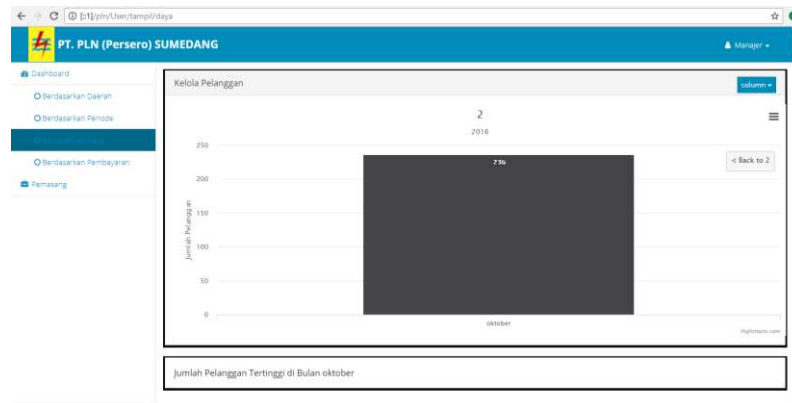 [::1]/pln/User/tampil/daya
PT. PLN (Persero) SUMEDANG
Manajer
Dashboard
Berdasarkan Daerah
Berdasarkan Periode
Berdasarkan Pembayaran
Pemasang
Kelola Pelanggan
column
2
2016
250
200
150
100
50
0
Jumlah Pelanggan
736
< Back to 2
oktober
Highcharts.com
Jumlah Pelanggan Tertinggi di Bulan oktober